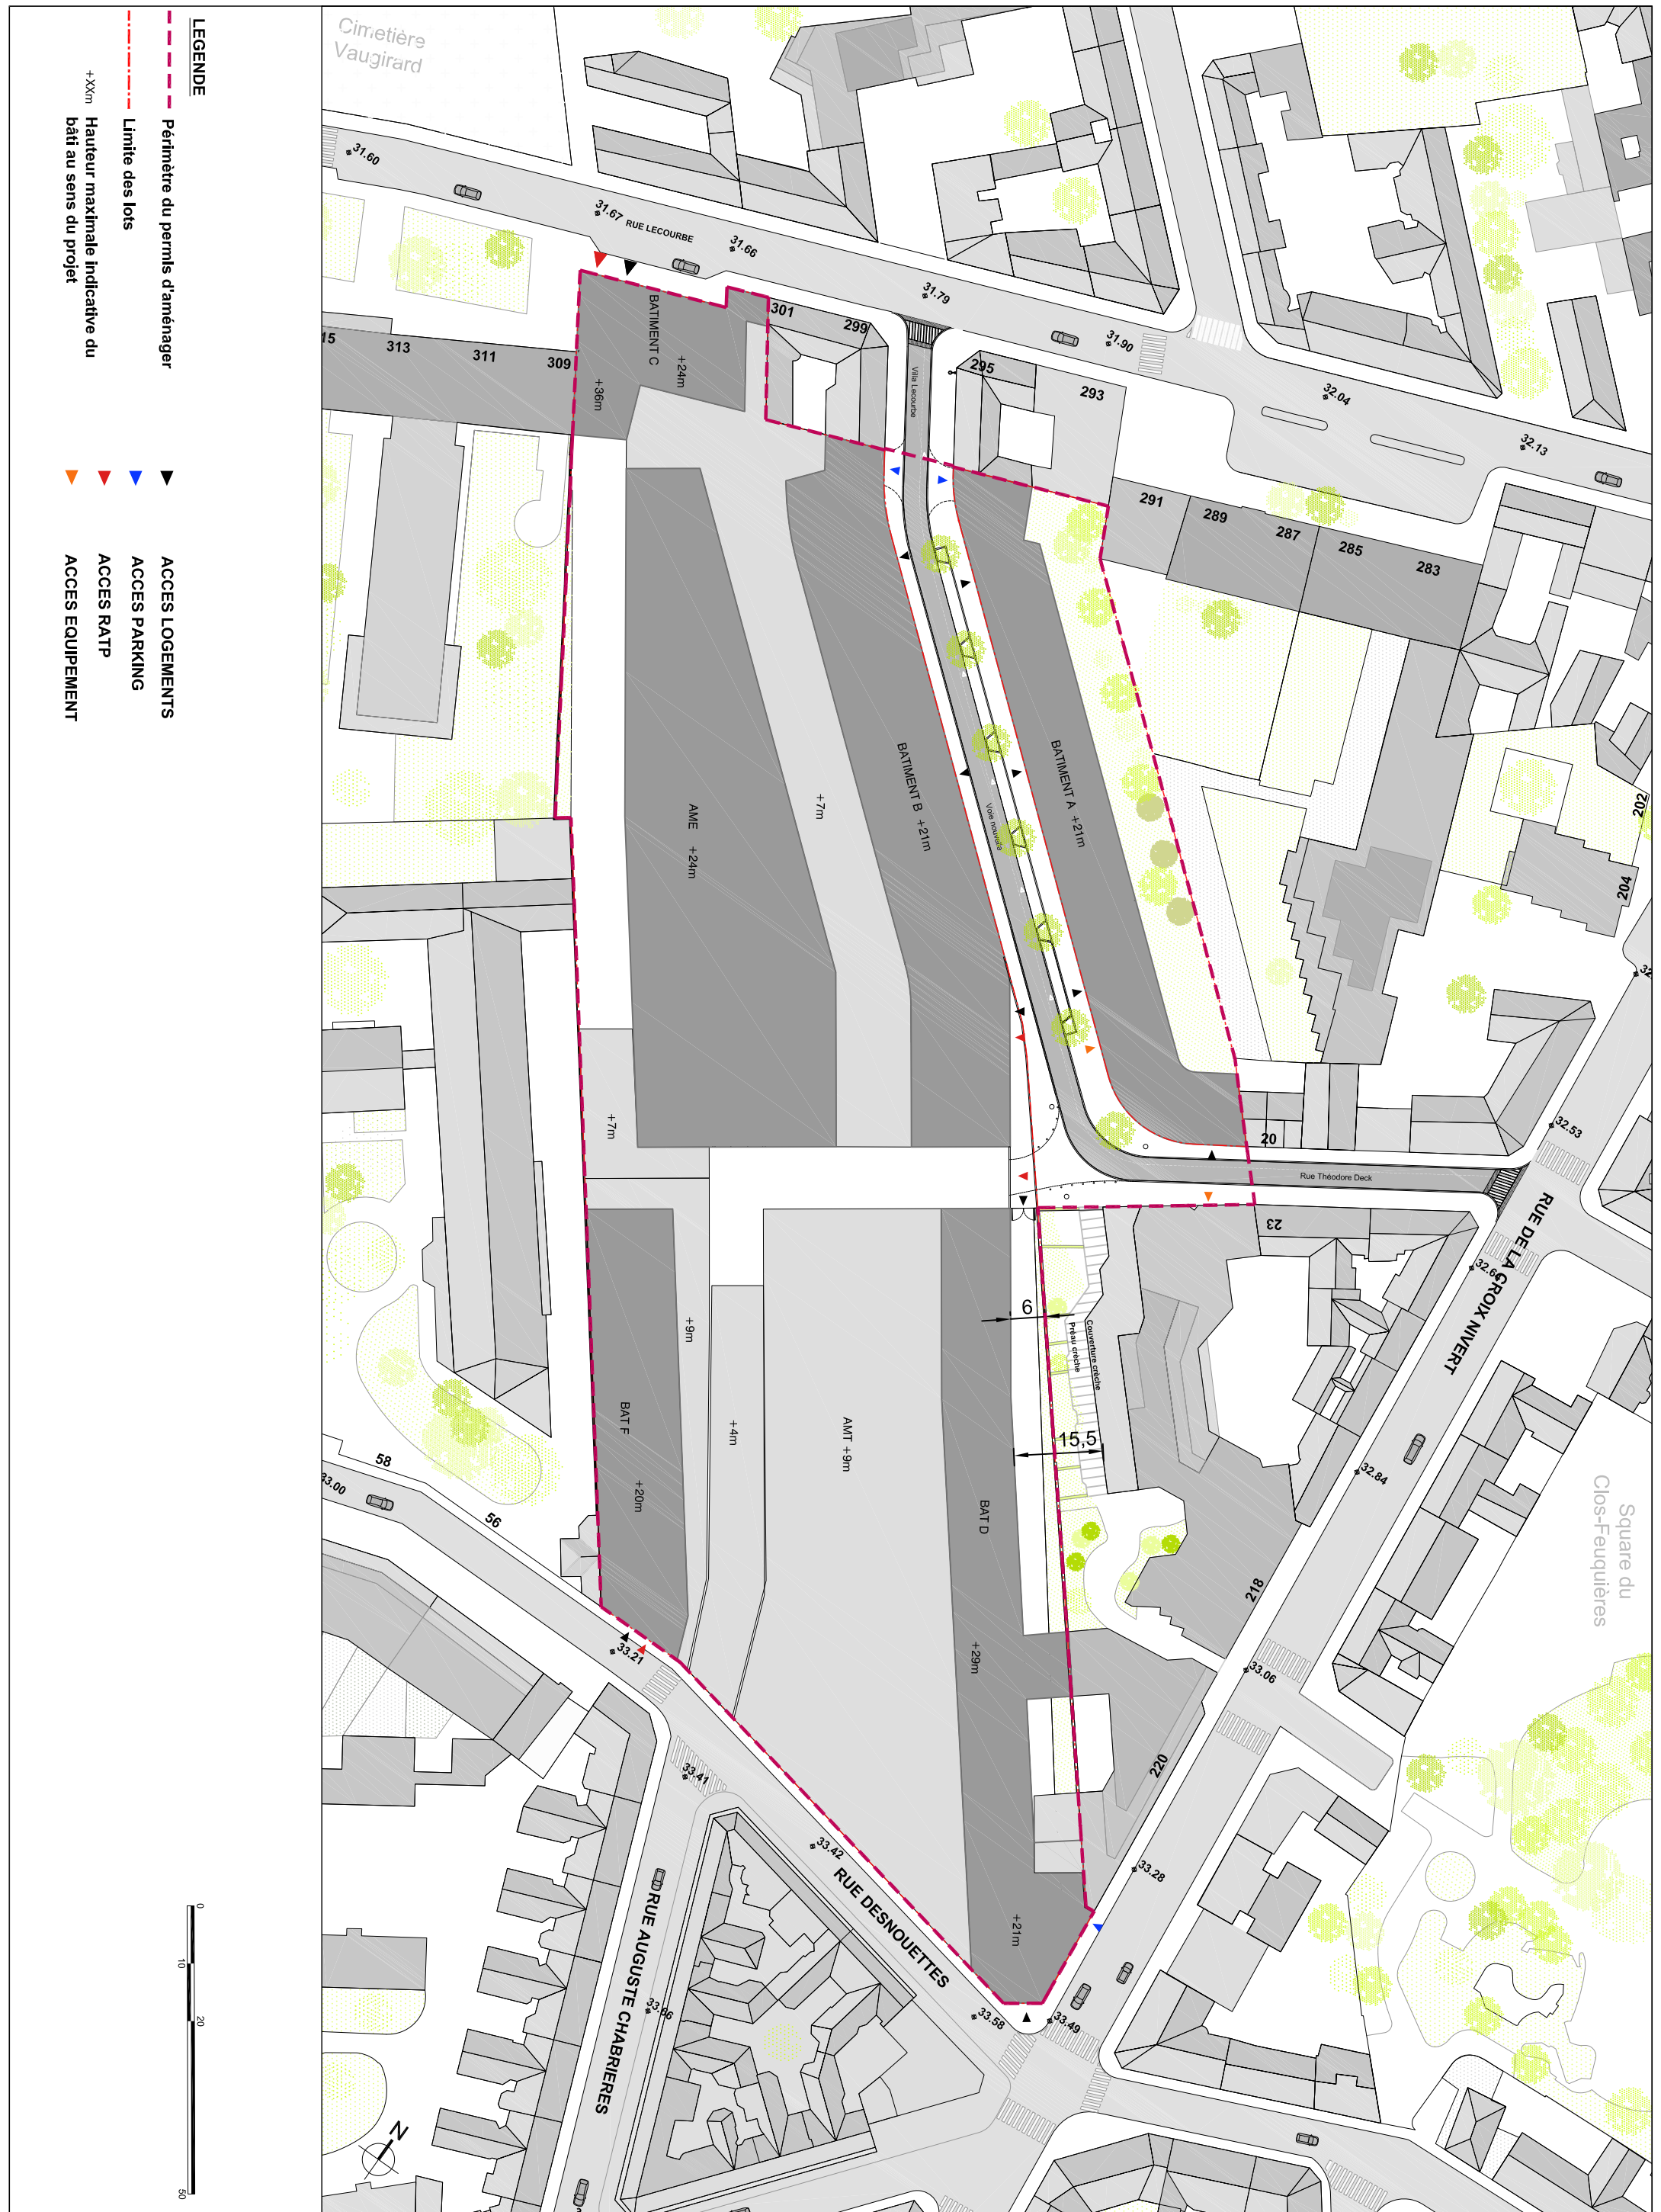 LEGENDE
Périmètre du permis d'aménager
Limite des lots
+XXm
Hauteur maximale indicative du
bâti au sens du projet
ACCES LOGEMENTS
ACCES PARKING
ACCES RATP
ACCES EQUIPEMENT
Cimetière
Vaugirard
31.60
31.67
RUE LECOURBE
31.66
31.79
31.90
32.04
32.13
BATIMENT C
+24m
+36m
301
299
295
293
291
289
287
285
283
15
313
311
309
Villa Lecourbe
Voie nouvelle
BATIMENT A +21m
BATIMENT B +21m
+7m
AME +24m
202
204
+7m
20
Rue Théodore Deck
23
32.53
RUE DE LA CROIX NIVERT
6
Préau crèche
Couverture crèche
15,5
+9m
+4m
AMT +9m
BAT F
+20m
BAT D
+29m
+21m
32.84
Square du
Clos-Feuquières
218
33.06
220
33.28
58
56
33.00
33.21
33.41
33.42
RUE DESNOUETTES
RUE AUGUSTE CHABRIERES
33.58
33.49
N
0
10
20
50